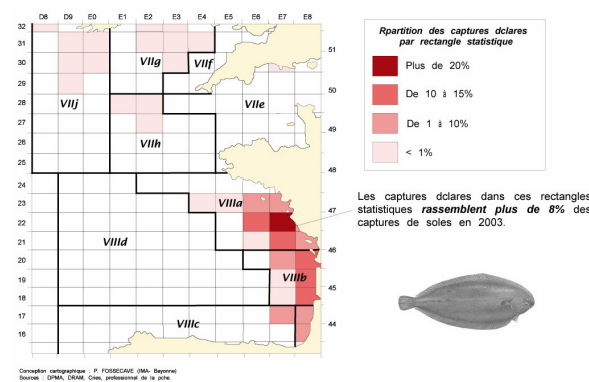 D8 D9 E0 E1 E2 E3 E4 E5 E6 E7 E8
32
31
30
29
28
27
26
25
24
23
22
21
20
19
18
17
16
51
50
49
48
47
46
45
44
VIIg
VIIf
VIIj
VIIe
VIIh
VIIIa
VIIId
VIIIb
VIIIc
Rpartition des captures dclares
par rectangle statistique
Plus de 20%
De 10 à 15%
De 1 à 10%
< 1%
Les captures dclares dans ces rectangles
statistiques rassemblent plus de 8% des
captures de soles en 2003.
Conception cartographique : P. FOSSECAVE (IMA- Bayonne)
Sources : DPMA, DRAM, Cries, professionnel de la pche.